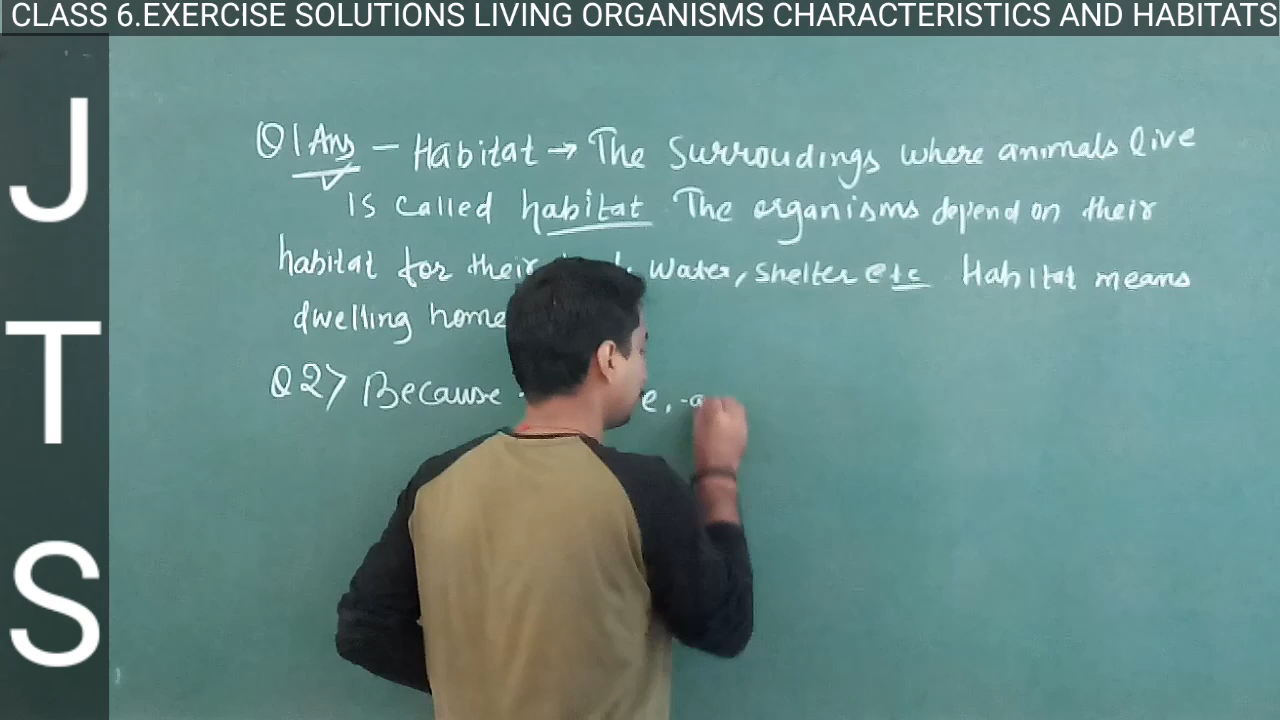 CLASS 6.EXERCISE SOLUTIONS LIVING ORGANISMS CHARACTERISTICS AND HABITATS
J
T
S
Q1 Ans – Habitat → The Surroudings where animals live
Is called habitat The organisms depend on their
habitat for their Water, Shelter etc Habitat means
dwelling home
Q2> Because